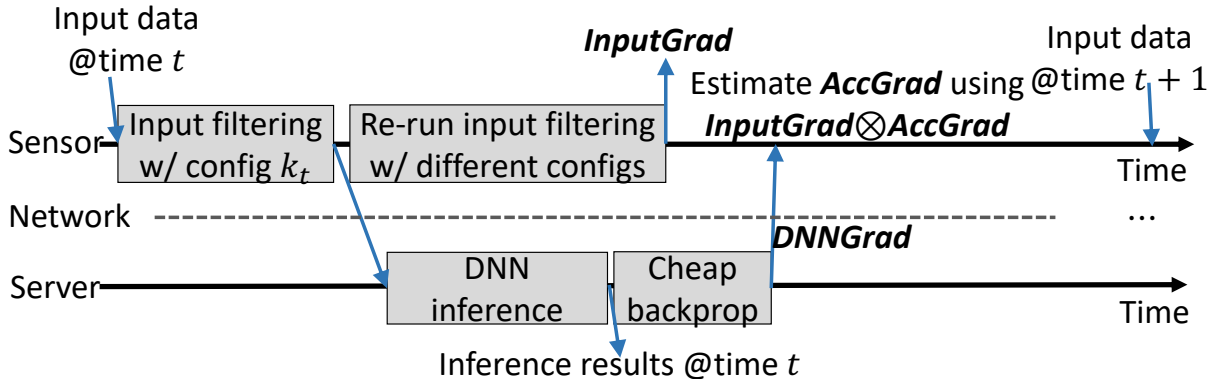 Input data
@time t
InputGrad
Input data
@time t + 1
Estimate AccGrad using
InputGrad⊗AccGrad
Sensor
Input filtering
w/ config kₜ
Re-run input filtering
w/ different configs
Time
Network
...
DNNGrad
Server
DNN
inference
Cheap
backprop
Time
Inference results @time t